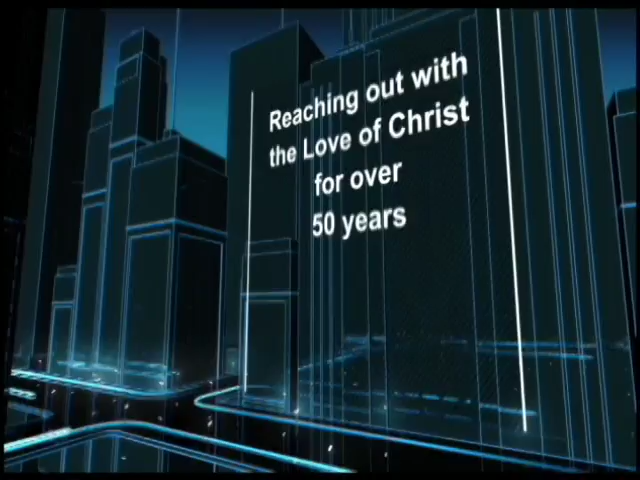 Reaching out with
the Love of Christ
for over
50 years